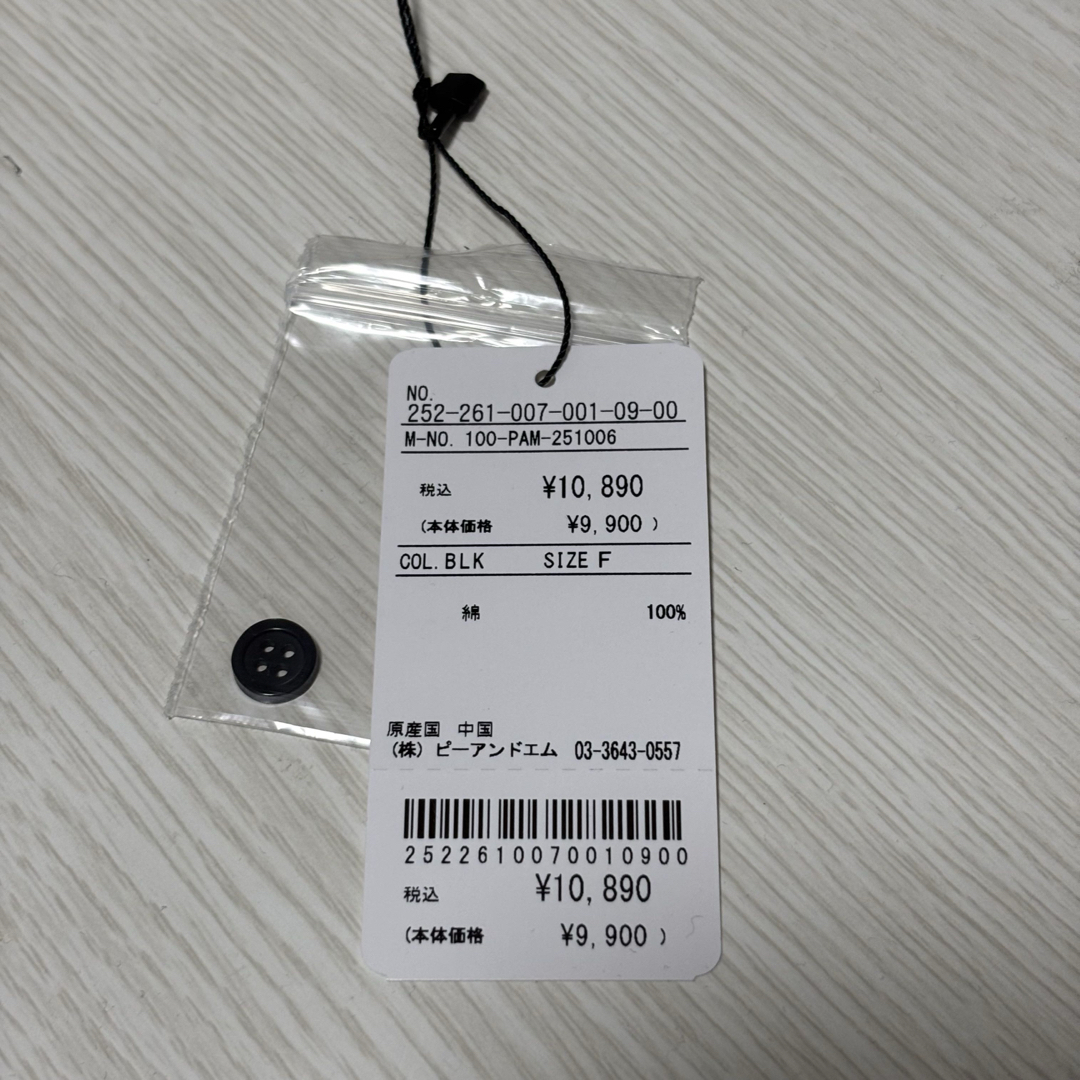 NO.
252-261-007-001-09-00
M-NO. 100-PAM-251006
税込 ¥10,890
(本体価格 ¥9,900 )
COL.BLK SIZE F
綿 100%
原産国 中国
(株) ピーアンドエム 03-3643-0557
2522610070010900
税込 ¥10,890
(本体価格 ¥9,900 )